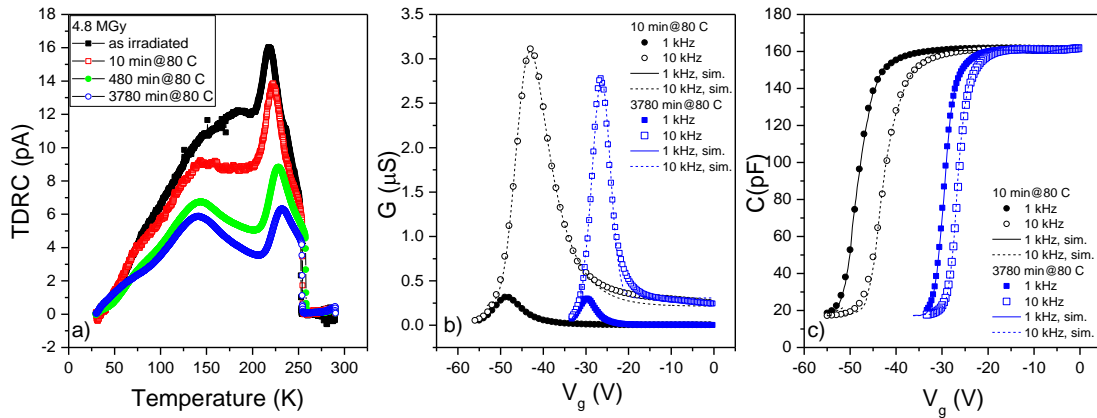 4.8 MGy
as irradiated
10 min@80 C
480 min@80 C
3780 min@80 C
TDRC (pA)
18
16
14
12
10
8
6
4
2
0
-2
a)
0
50
100
150
200
250
300
Temperature (K)
10 min@80 C
1 kHz
10 kHz
1 kHz, sim.
10 kHz, sim.
3780 min@80 C
1 kHz
10 kHz
1 kHz, sim.
10 kHz, sim.
G (μS)
3.5
3.0
2.5
2.0
1.5
1.0
0.5
0.0
b)
-60
-50
-40
-30
-20
-10
0
Vg (V)
C(pF)
180
160
140
120
100
80
60
40
20
0
10 min@80 C
1 kHz
10 kHz
1 kHz, sim.
10 kHz, sim.
3780 min@80 C
1 kHz
10 kHz
1 kHz, sim.
10 kHz, sim.
c)
-60
-50
-40
-30
-20
-10
0
Vg (V)